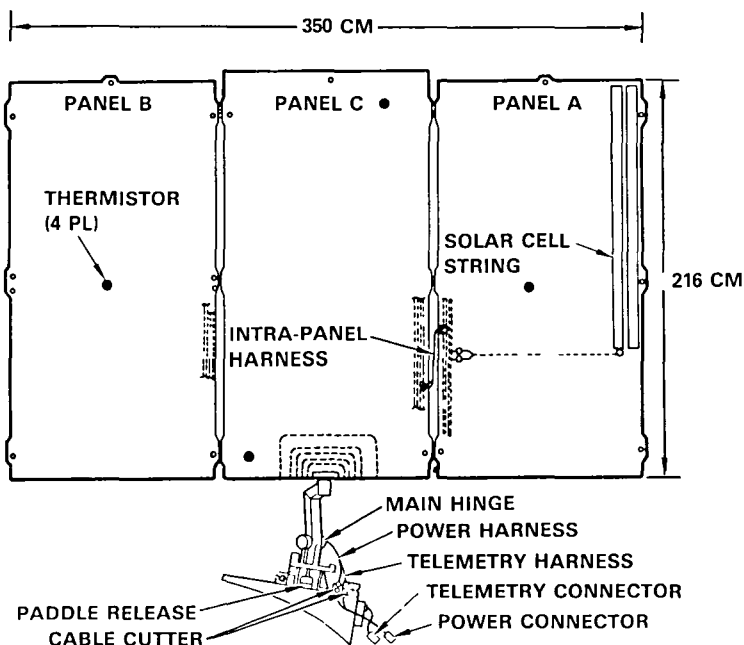 350 CM
PANEL B
PANEL C
PANEL A
THERMISTOR
(4 PL)
SOLAR CELL
STRING
216 CM
INTRA-PANEL
HARNESS
MAIN HINGE
POWER HARNESS
TELEMETRY HARNESS
TELEMETRY CONNECTOR
POWER CONNECTOR
PADDLE RELEASE
CABLE CUTTER